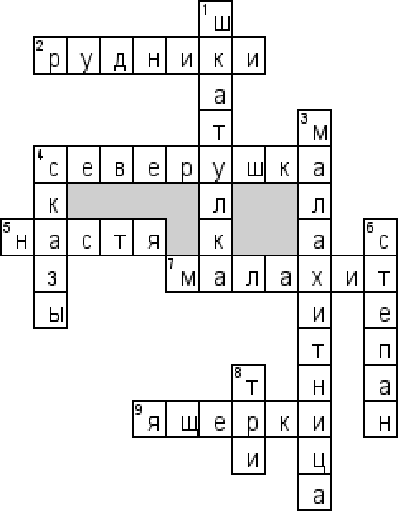 1 шкатулка
2 рудники
3 малахитница
4 северушка
4 сказы
5 настя
6 степан
7 малахит
8 три
9 ящерки